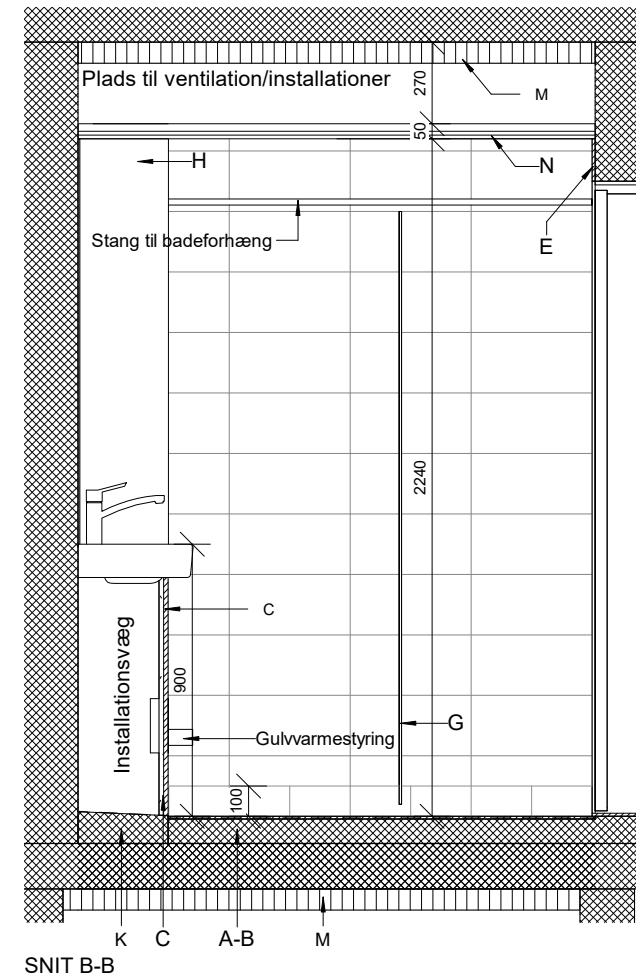 Plads til ventilation/installationer
270
M
50
H
N
Stang til badeforhæng
E
2240
Installationsvæg
C
900
Gulvvarmestyring
G
100
K
C
A-B
M
SNIT B-B